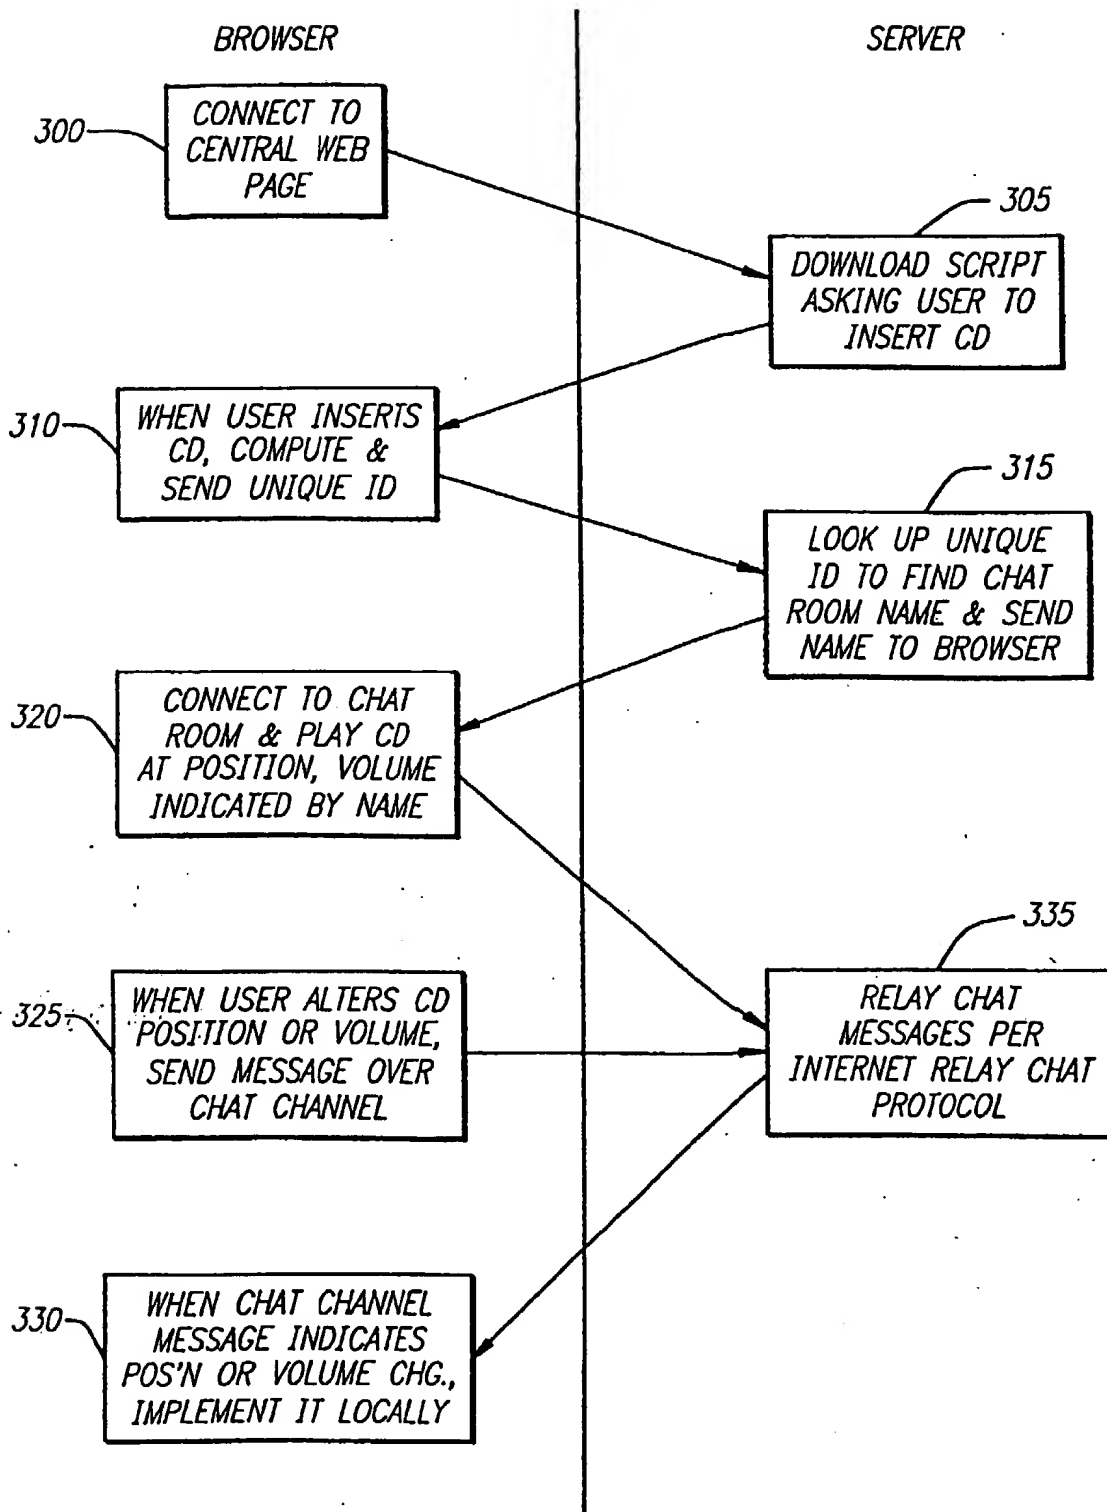 BROWSER
SERVER
300
CONNECT TO
CENTRAL WEB
PAGE
305
DOWNLOAD SCRIPT
ASKING USER TO
INSERT CD
310
WHEN USER INSERTS
CD, COMPUTE &
SEND UNIQUE ID
315
LOOK UP UNIQUE
ID TO FIND CHAT
ROOM NAME & SEND
NAME TO BROWSER
320
CONNECT TO CHAT
ROOM & PLAY CD
AT POSITION, VOLUME
INDICATED BY NAME
325
WHEN USER ALTERS CD
POSITION OR VOLUME,
SEND MESSAGE OVER
CHAT CHANNEL
335
RELAY CHAT
MESSAGES PER
INTERNET RELAY CHAT
PROTOCOL
330
WHEN CHAT CHANNEL
MESSAGE INDICATES
POS'N OR VOLUME CHG.,
IMPLEMENT IT LOCALLY